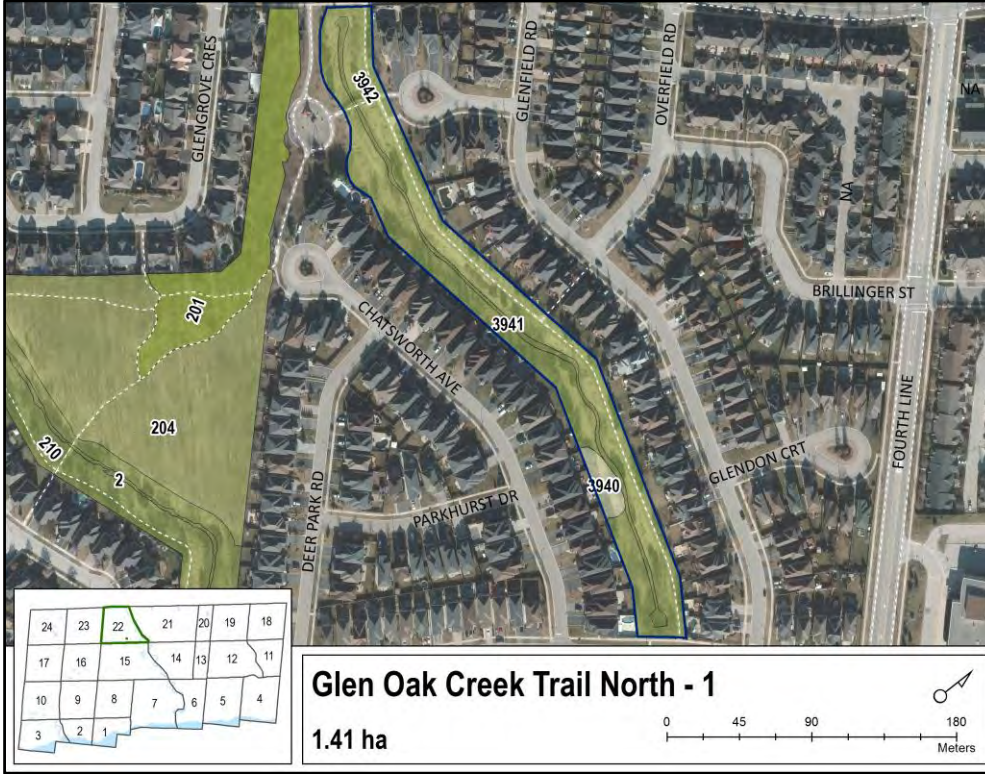 GLENGROVE CRES
3942
GLENFIELD RD
OVERFIELD RD
NA
NA
BRILLINGER ST
201
3941
CHATSWORTH AVE
204
210
2
3940
GLENDON CRT
FOURTH LINE
PARKHURST DR
DEER PARK RD
24 23 22 21 20 19 18
17 16 15 14 13 12 11
10 9 8 7 6 5 4
3 2 1
Glen Oak Creek Trail North - 1
1.41 ha
0 45 90 180
Meters